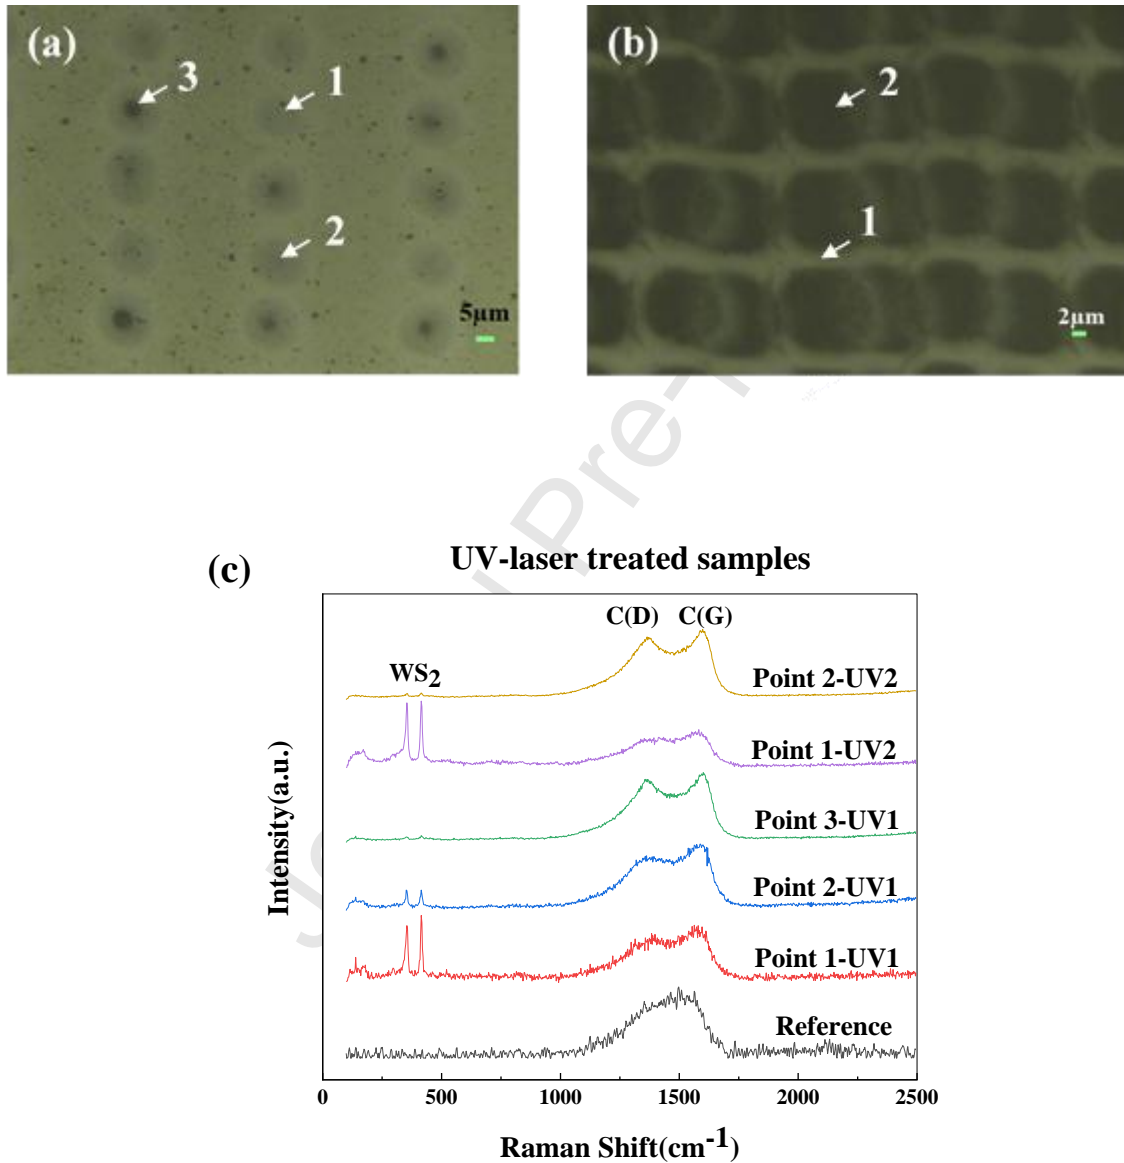 (a)
3
1
2
5μm
(b)
2
1
2μm
Pre-
(c)
UV-laser treated samples
C(D) C(G)
WS2
Point 2-UV2
Point 1-UV2
Point 3-UV1
Point 2-UV1
Point 1-UV1
Reference
Intensity(a.u.)
0 500 1000 1500 2000 2500
Raman Shift(cm-1)